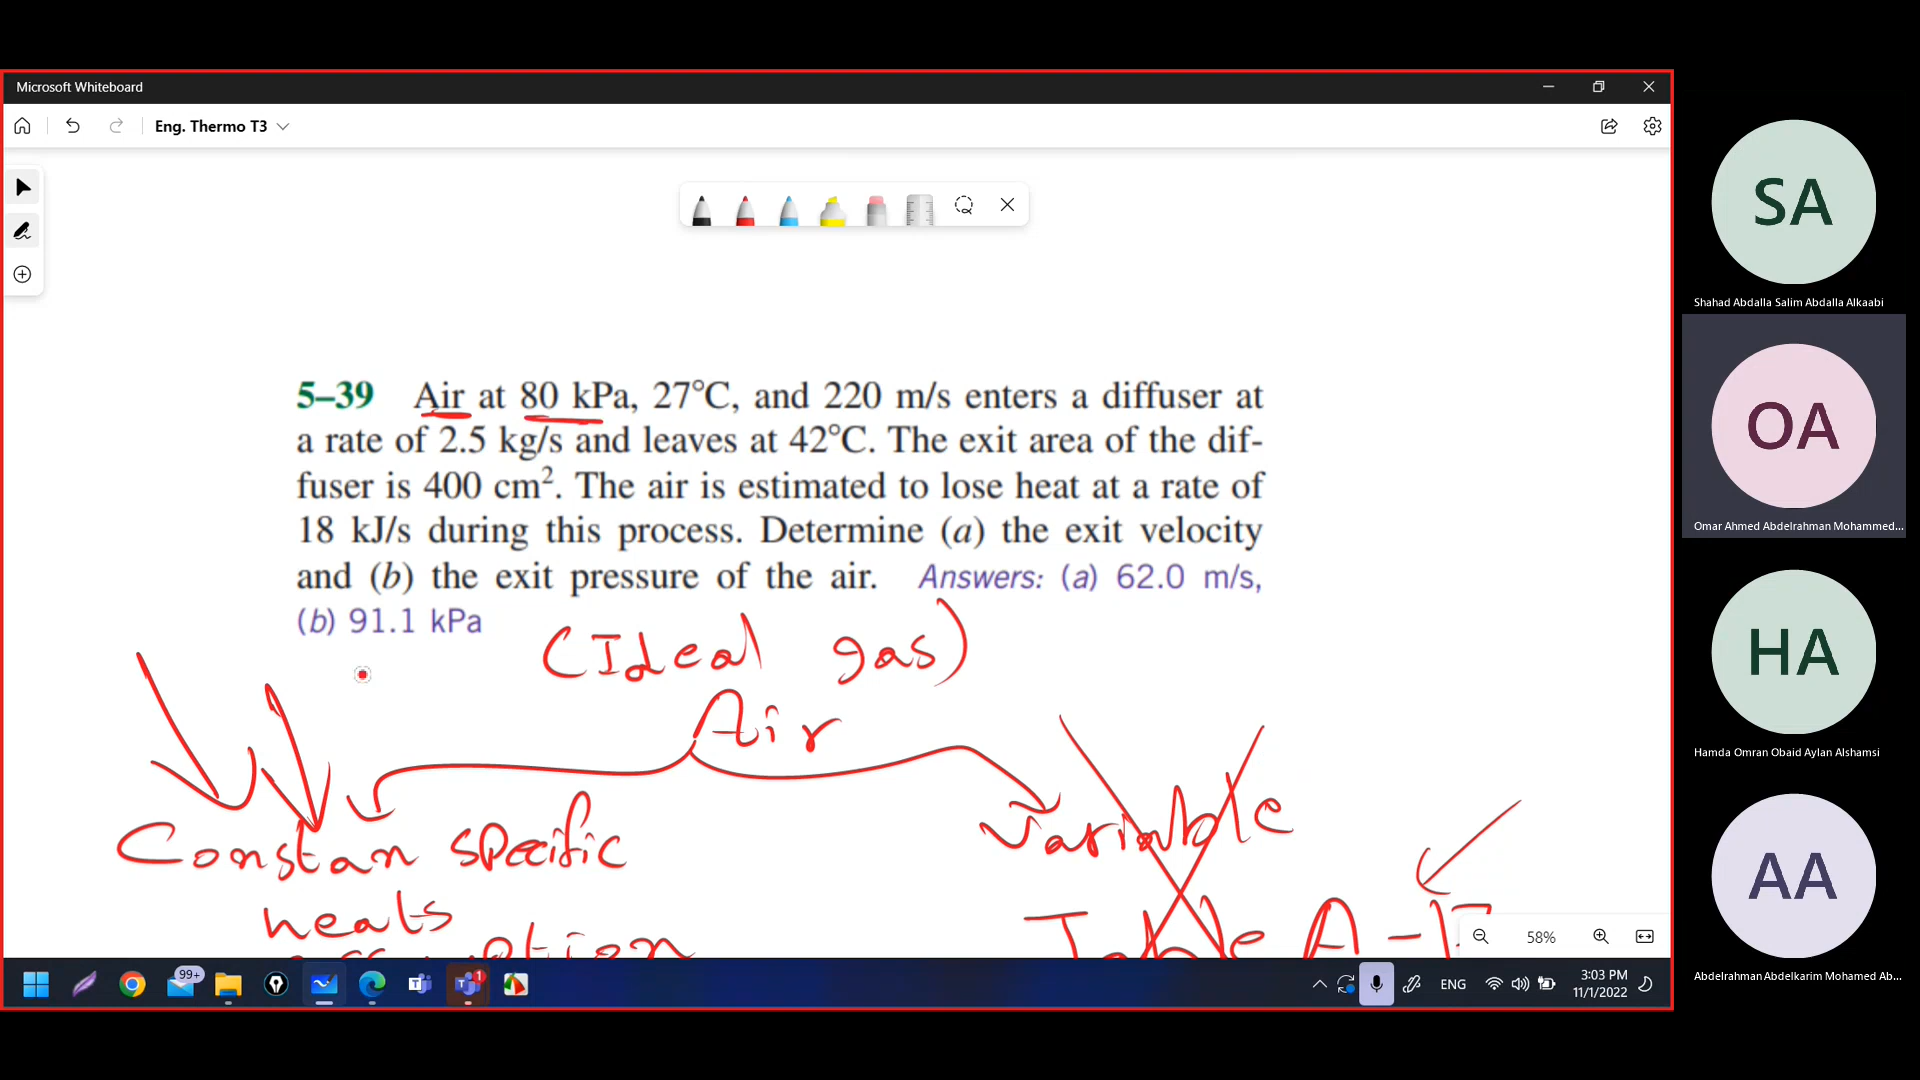 Microsoft Whiteboard
Eng. Thermo T3
5–39 Air at 80 kPa, 27°C, and 220 m/s enters a diffuser at
a rate of 2.5 kg/s and leaves at 42°C. The exit area of the dif-
fuser is 400 cm². The air is estimated to lose heat at a rate of
18 kJ/s during this process. Determine (a) the exit velocity
and (b) the exit pressure of the air. Answers: (a) 62.0 m/s,
(b) 91.1 kPa
(Ideal gas)
Air
Constan specific
heats
Variable
Table A-17
58%
SA
Shahad Abdalla Salim Abdalla Alkaabi
OA
Omar Ahmed Abdelrahman Mohammed...
HA
Hamda Omran Obaid Aylan Alshamsi
AA
Abdelrahman Abdelkarim Mohamed Ab...
99+
1
ENG
3:03 PM
11/1/2022